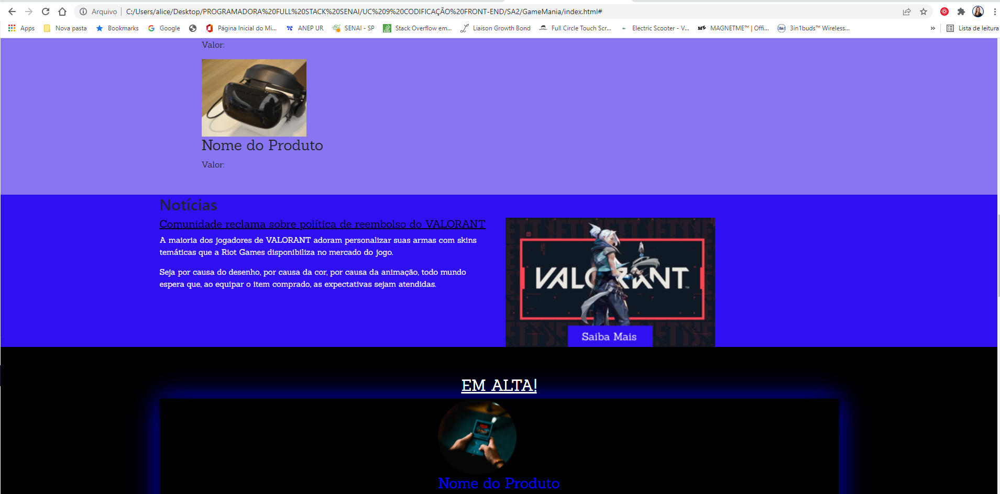 Arquivo
C:/Users/alice/Desktop/PROGRAMADORA%20FULL%20STACK%20SENAI/UC%209%20CODIFICAÇÃO%20FRONT-END/SA2/GameMania/index.html#
Apps
Nova pasta
Bookmarks
Google
Página Inicial do Mi...
ANEP UR
SENAI - SP
Stack Overflow em...
Liaison Growth Bond
Full Circle Touch Scr...
Electric Scooter - V...
MAGNETME™ | Offi...
3in1buds™ Wireless...
»
Lista de leitura
Valor:
Nome do Produto
Valor:
Notícias
Comunidade reclama sobre política de reembolso do VALORANT
A maioria dos jogadores de VALORANT adoram personalizar suas armas com skins
temáticas que a Riot Games disponibiliza no mercado do jogo.
Seja por causa do desenho, por causa da cor, por causa da animação, todo mundo
espera que, ao equipar o item comprado, as expectativas sejam atendidas.
VALORANT™
Saiba Mais
EM ALTA!
Nome do Produto